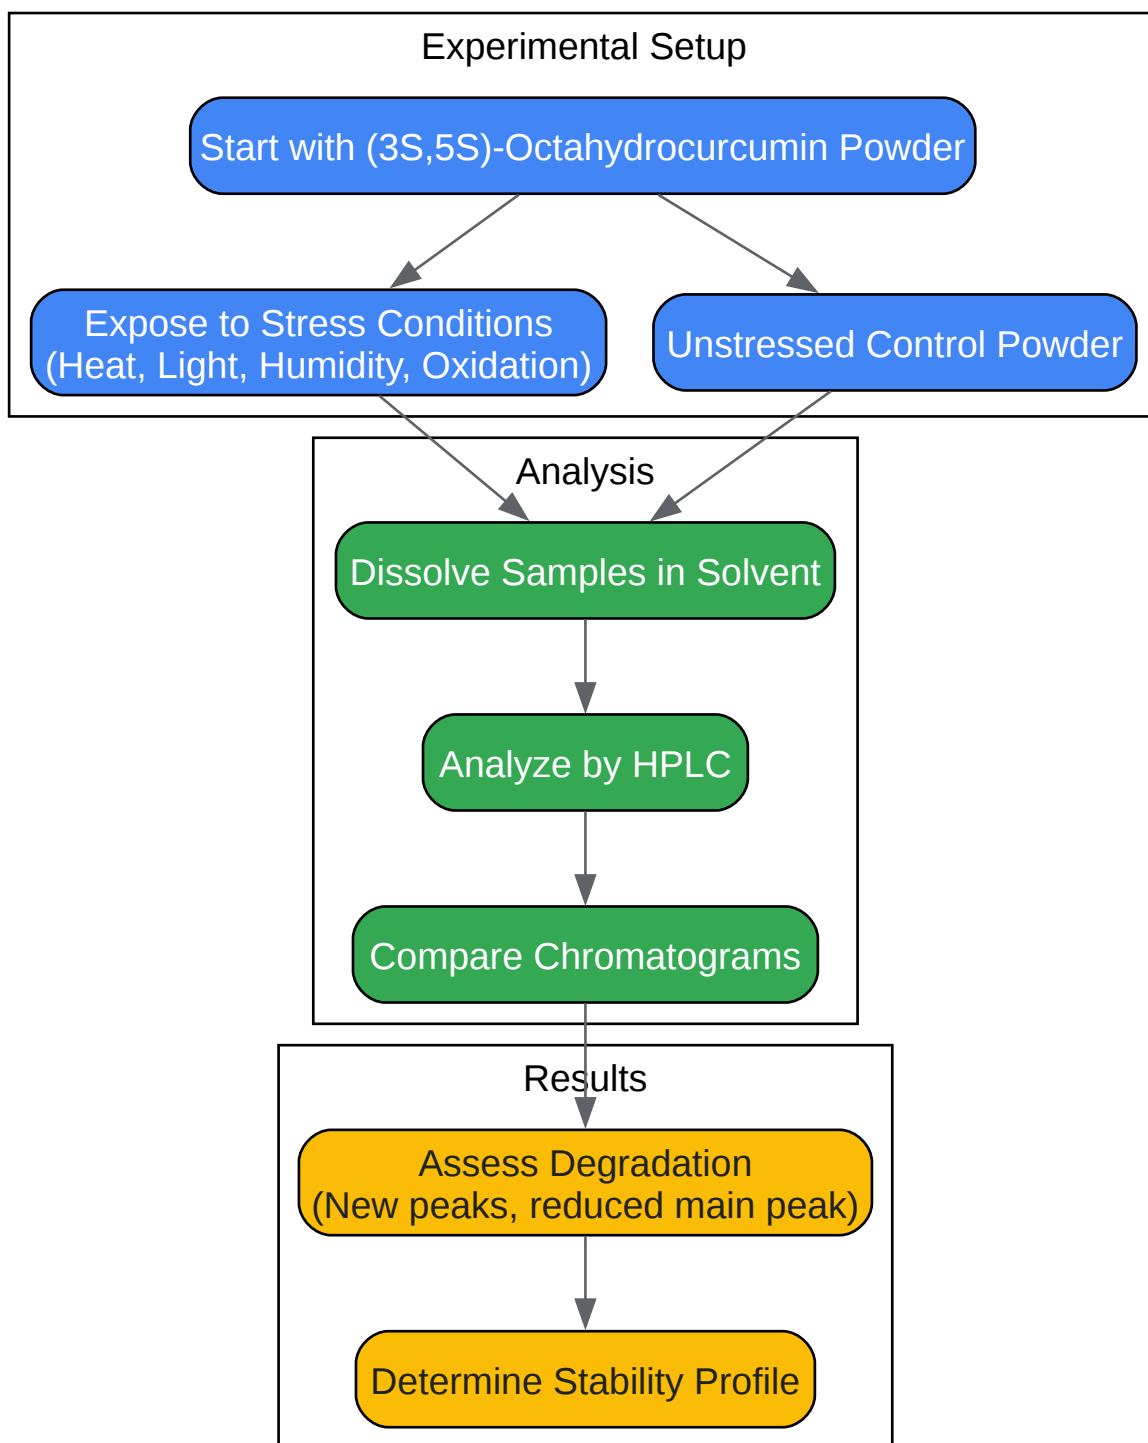 Experimental Setup
Start with (3S,5S)-Octahydrocurcumin Powder
Expose to Stress Conditions
(Heat, Light, Humidity, Oxidation)
Unstressed Control Powder
Analysis
Dissolve Samples in Solvent
Analyze by HPLC
Compare Chromatograms
Results
Assess Degradation
(New peaks, reduced main peak)
Determine Stability Profile